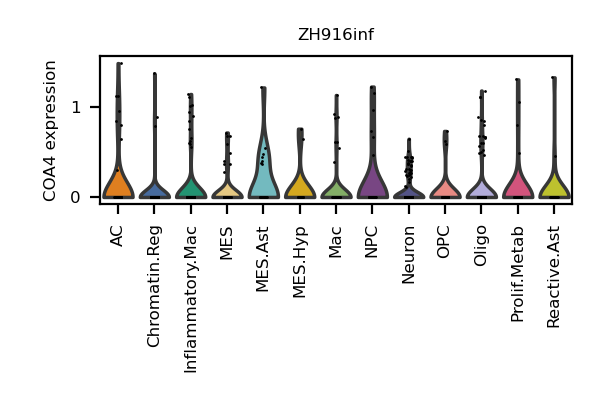 ZH916inf
COA4 expression
1
0
AC
Chromatin.Reg
Inflammatory.Mac
MES
MES.Ast
MES.Hyp
Mac
NPC
Neuron
OPC
Oligo
Prolif.Metab
Reactive.Ast